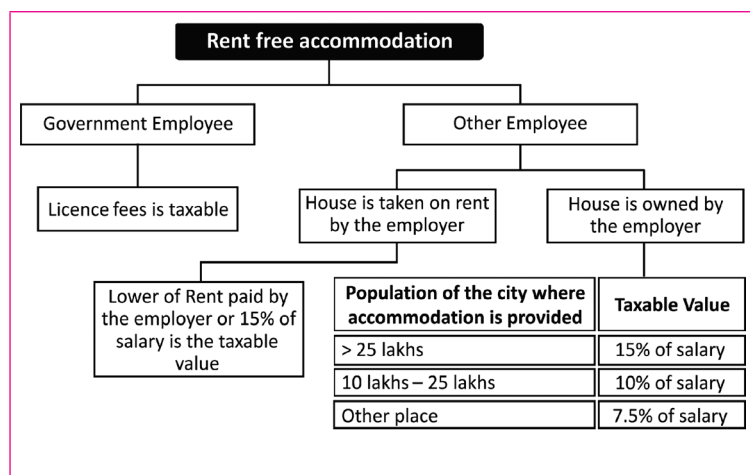 Rent free accommodation
Government Employee
Other Employee
Licence fees is taxable
House is taken on rent
by the employer
House is owned by
the employer
Lower of Rent paid by
the employer or 15% of
salary is the taxable
value
Population of the city where
accommodation is provided
Taxable Value
> 25 lakhs
15% of salary
10 lakhs – 25 lakhs
10% of salary
Other place
7.5% of salary